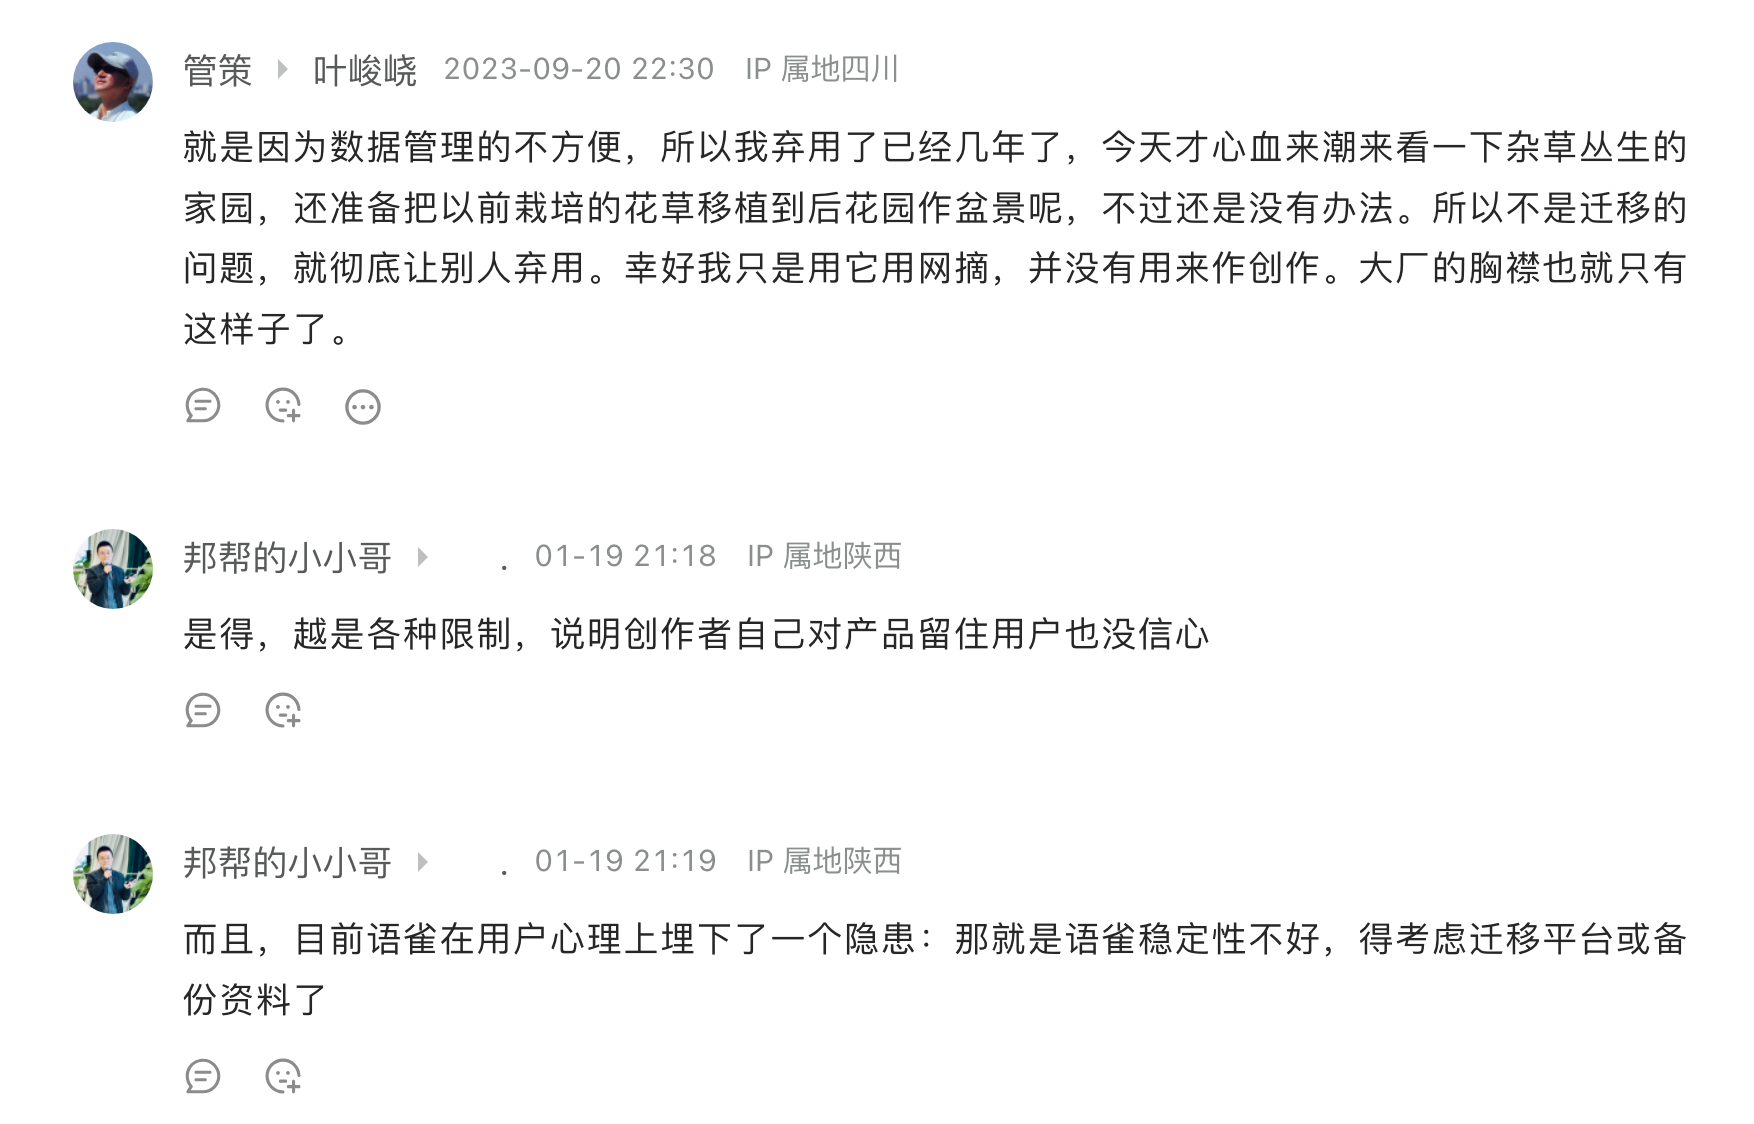 管策 叶峻峣 2023-09-20 22:30 IP 属地四川
就是因为数据管理的不方便，所以我弃用了已经几年了，今天才心血来潮来看一下杂草丛生的
家园，还准备把以前栽培的花草移植到后花园作盆景呢，不过还是没有办法。所以不是迁移的
问题，就彻底让别人弃用。幸好我只是用它用网摘，并没有用来作创作。大厂的胸襟也就只有
这样子了。
邦帮的小小哥 . 01-19 21:18 IP 属地陕西
是得，越是各种限制，说明创作者自己对产品留住用户也没信心
邦帮的小小哥 . 01-19 21:19 IP 属地陕西
而且，目前语雀在用户心理上埋下了一个隐患：那就是语雀稳定性不好，得考虑迁移平台或备
份资料了